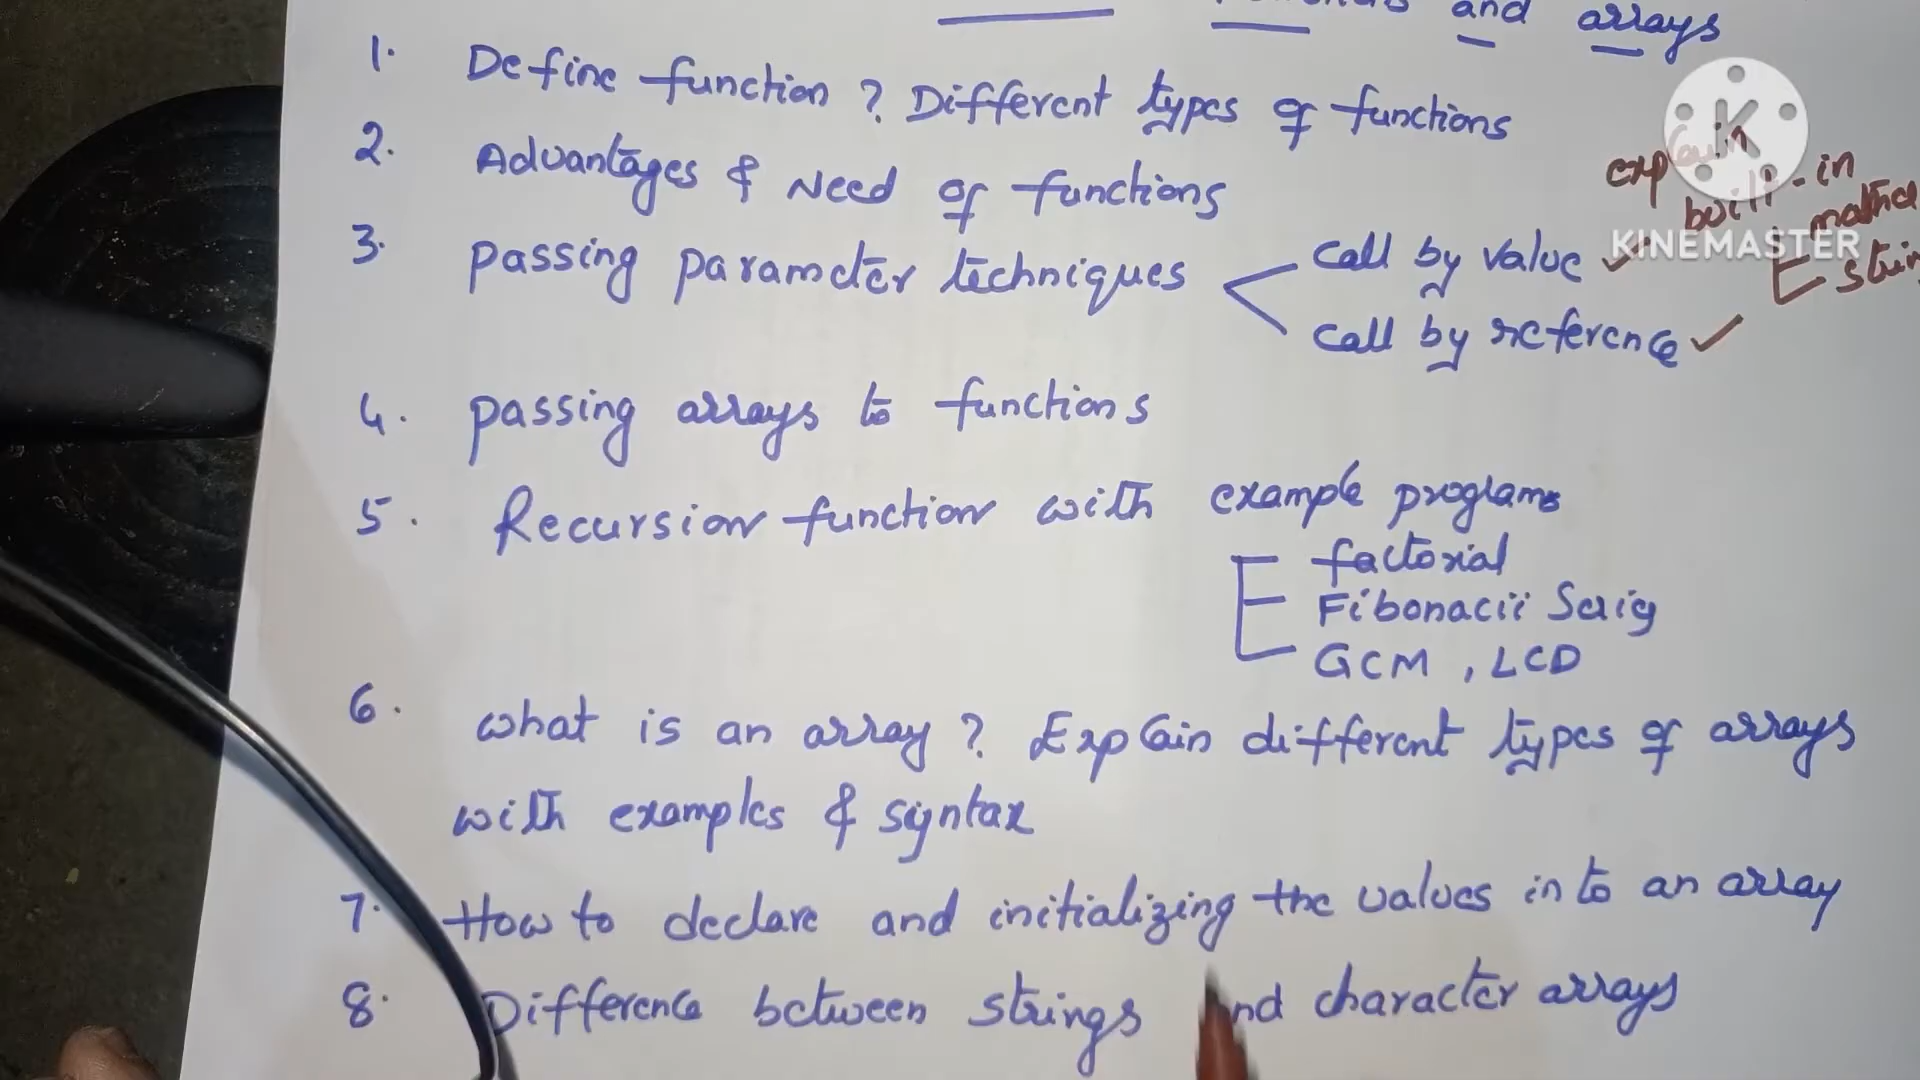 and arrays
1. Define function ? Different types of functions
2. Advantages & Need of functions
explain
built-in
KINEMASTER
3. Passing parameter techniques
call by value ✓
call by reference ✓
4. passing arrays to functions
5. Recursion function with example programs
factorial
Fibonacii Series
GCM , LCD
6. what is an array ? Explain different types of arrays
with examples & syntax
7. How to declare and initializing the values in to an array
8. Difference between strings and character arrays